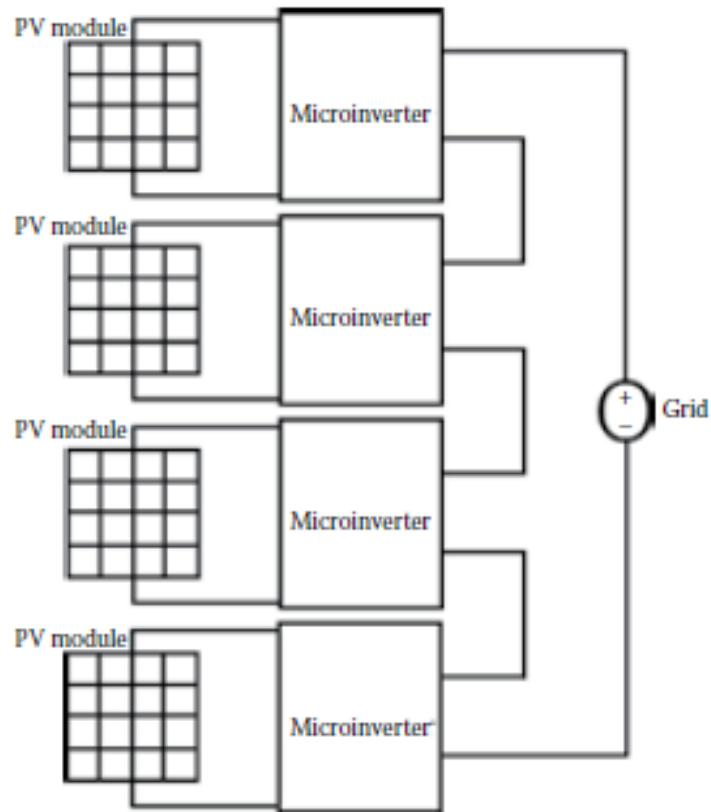 PV module
Microinverter
PV module
Microinverter
+
Grid
−
PV module
Microinverter
PV module
Microinverter